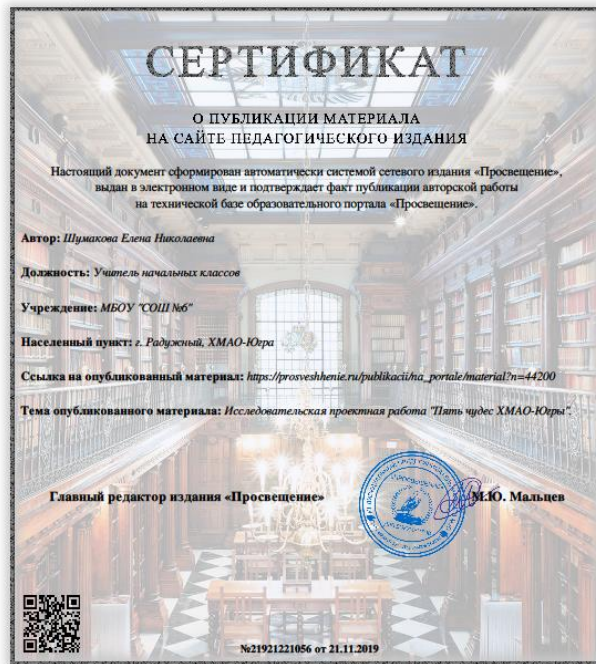 СЕРТИФИКАТ
О ПУБЛИКАЦИИ МАТЕРИАЛА
НА САЙТЕ ПЕДАГОГИЧЕСКОГО ИЗДАНИЯ
Настоящий документ сформирован автоматически системой сетевого издания «Просвещение»,
выдан в электронном виде и подтверждает факт публикации авторской работы
на технической базе образовательного портала «Просвещение».
Автор: Шумакова Елена Николаевна
Должность: Учитель начальных классов
Учреждение: МБОУ "СОШ №6"
Населенный пункт: г. Радужный, ХМАО-Югра
Ссылка на опубликованный материал: https://prosveshhenie.ru/publikacii/na_portale/material?n=44200
Тема опубликованного материала: Исследовательская проектная работа "Пять чудес ХМАО-Югры".
Главный редактор издания «Просвещение»
М.Ю. Мальцев
№21921221056 от 21.11.2019